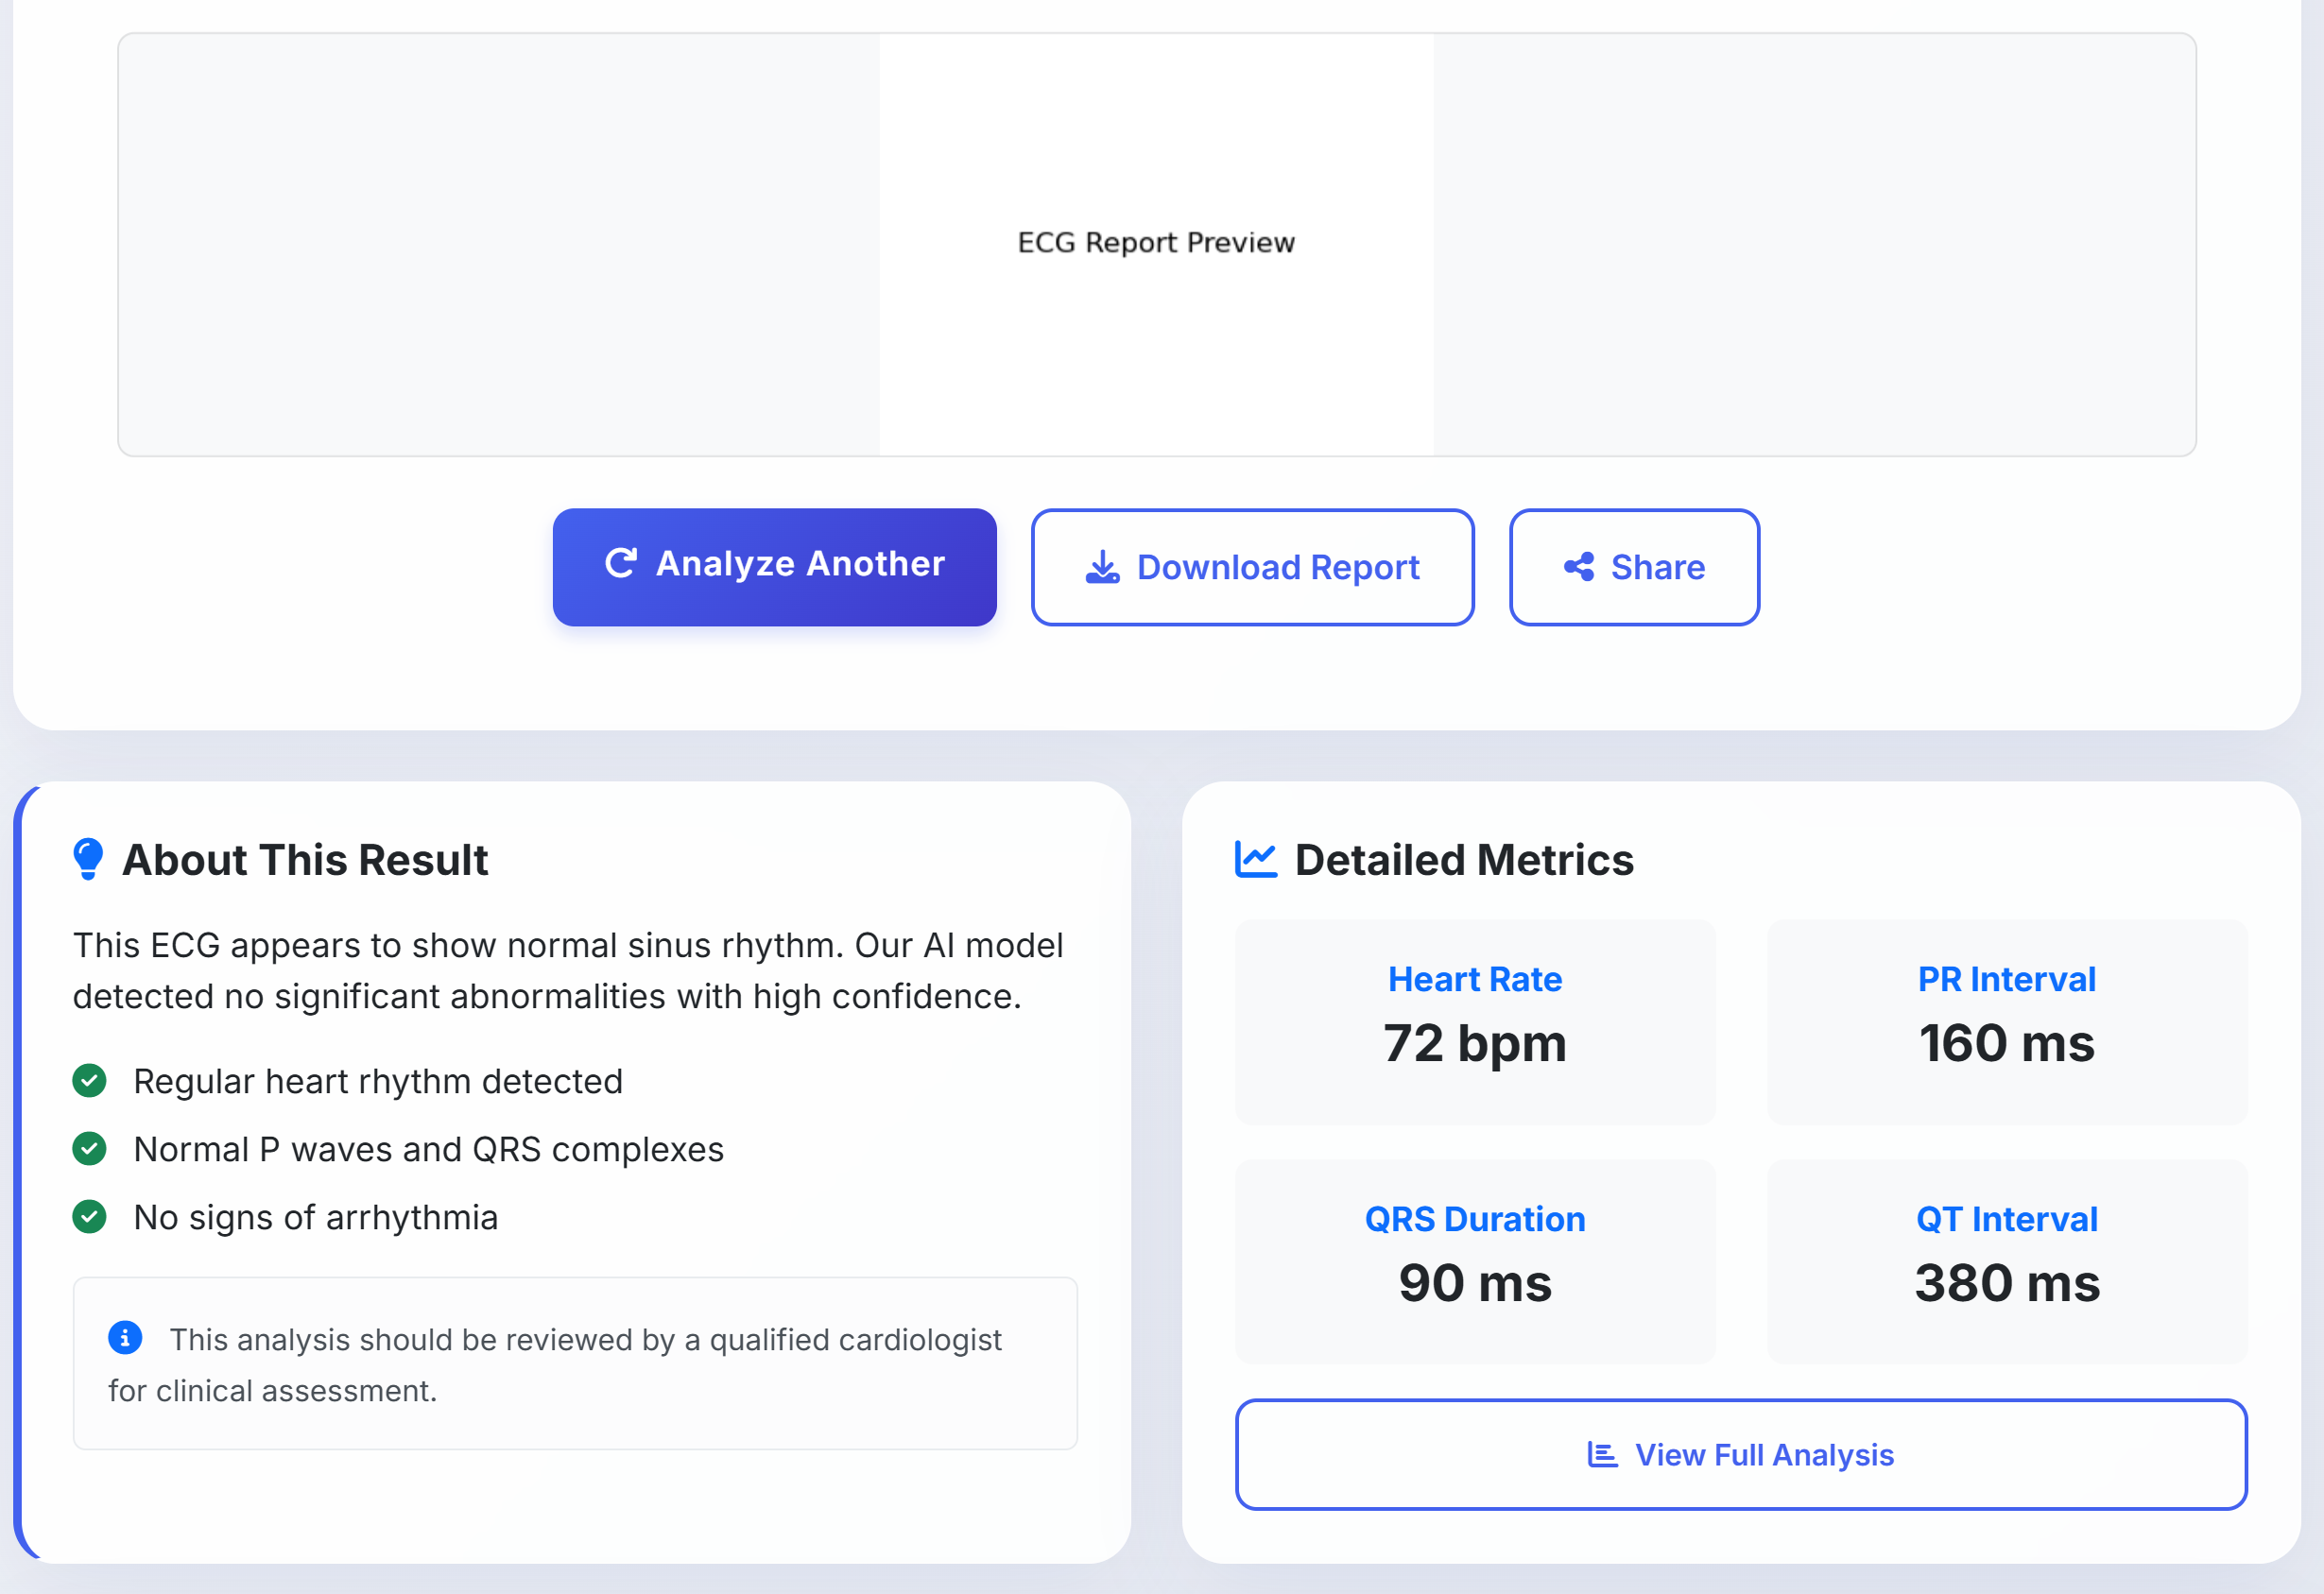 ECG Report Preview
Analyze Another
Download Report
Share
About This Result
This ECG appears to show normal sinus rhythm. Our AI model
detected no significant abnormalities with high confidence.
Regular heart rhythm detected
Normal P waves and QRS complexes
No signs of arrhythmia
This analysis should be reviewed by a qualified cardiologist
for clinical assessment.
Detailed Metrics
Heart Rate
72 bpm
PR Interval
160 ms
QRS Duration
90 ms
QT Interval
380 ms
View Full Analysis